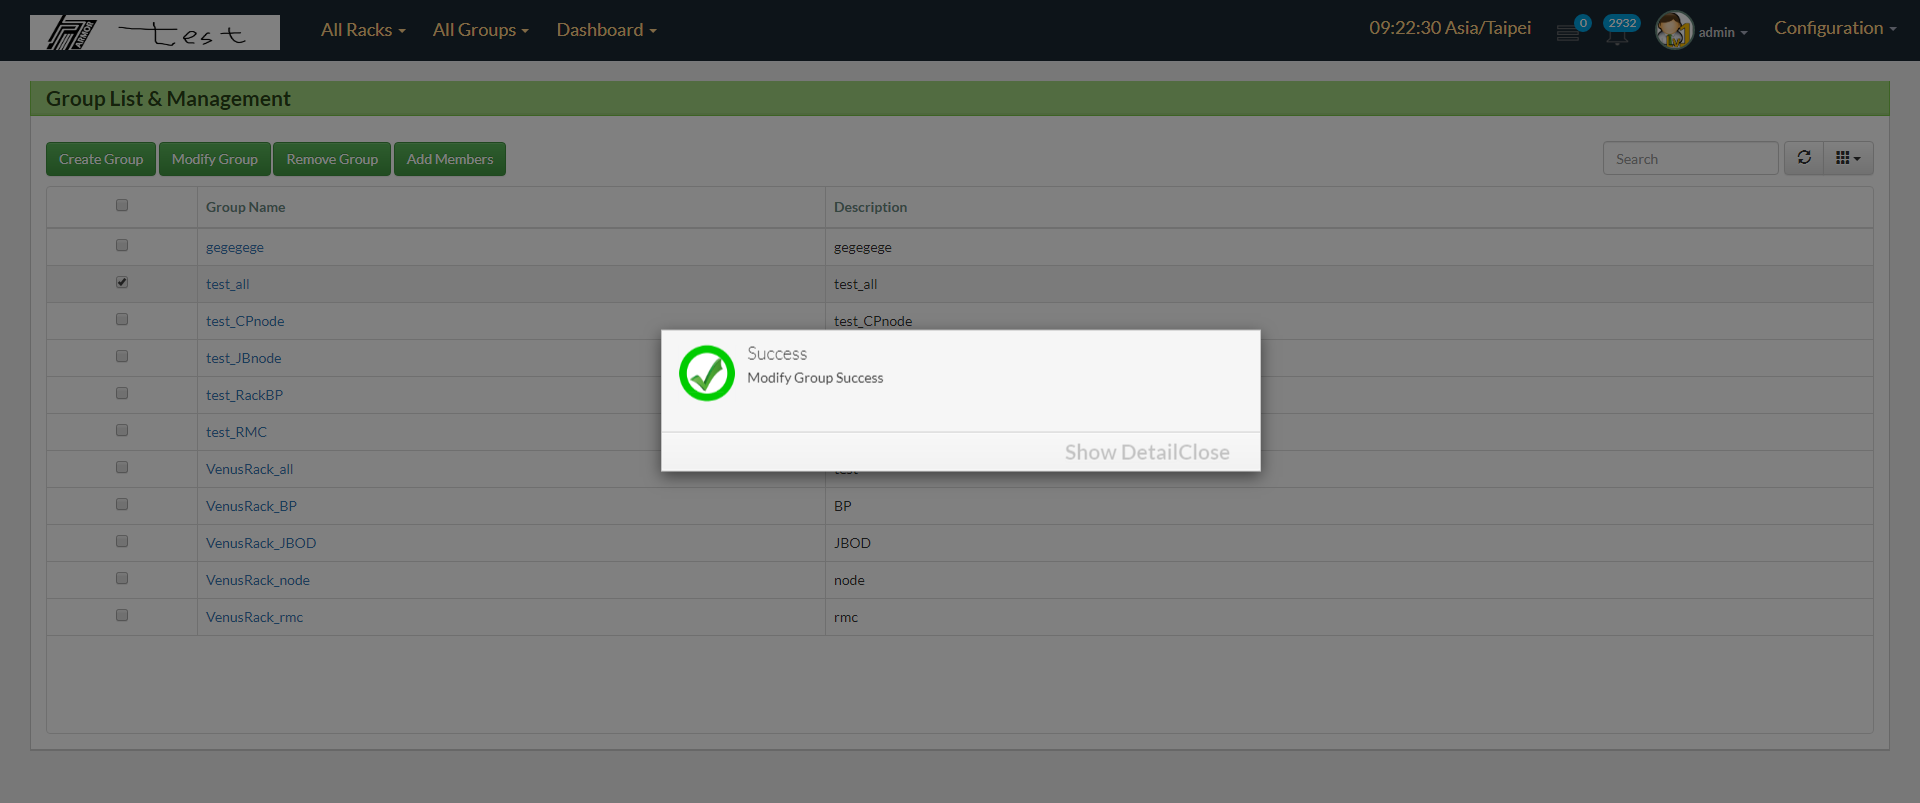 ARMOR test All Racks All Groups Dashboard 09:22:30 Asia/Taipei 0 2932 admin Configuration
Group List & Management
Create Group Modify Group Remove Group Add Members Search
Group Name Description
gegegege gegegege
test_all test_all
test_CPnode test_CPnode
test_JBnode
test_RackBP
test_RMC
Success
Modify Group Success
Show DetailClose
VenusRack_all test
VenusRack_BP BP
VenusRack_JBOD JBOD
VenusRack_node node
VenusRack_rmc rmc